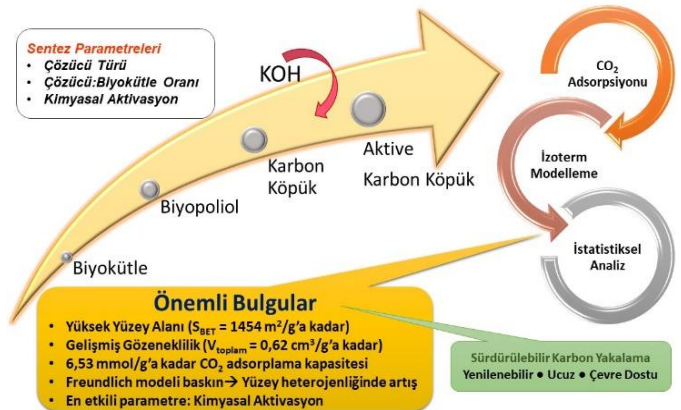 Sentez Parametreleri
• Çözücü Türü
• Çözücü:Biyokütle Oranı
• Kimyasal Aktivasyon
KOH
Biyokütle
Biyopoliol
Karbon
Köpük
Aktive
Karbon Köpük
CO₂
Adsorpsiyonu
İzoterm
Modelleme
İstatistiksel
Analiz
Önemli Bulgular
• Yüksek Yüzey Alanı (S_BET = 1454 m²/g’a kadar)
• Gelişmiş Gözeneklilik (V_toplam = 0,62 cm³/g’a kadar)
• 6,53 mmol/g’a kadar CO₂ adsorplama kapasitesi
• Freundlich modeli baskın→ Yüzey heterojenliğinde artış
• En etkili parametre: Kimyasal Aktivasyon
Sürdürülebilir Karbon Yakalama
Yenilenebilir ● Ucuz ● Çevre Dostu